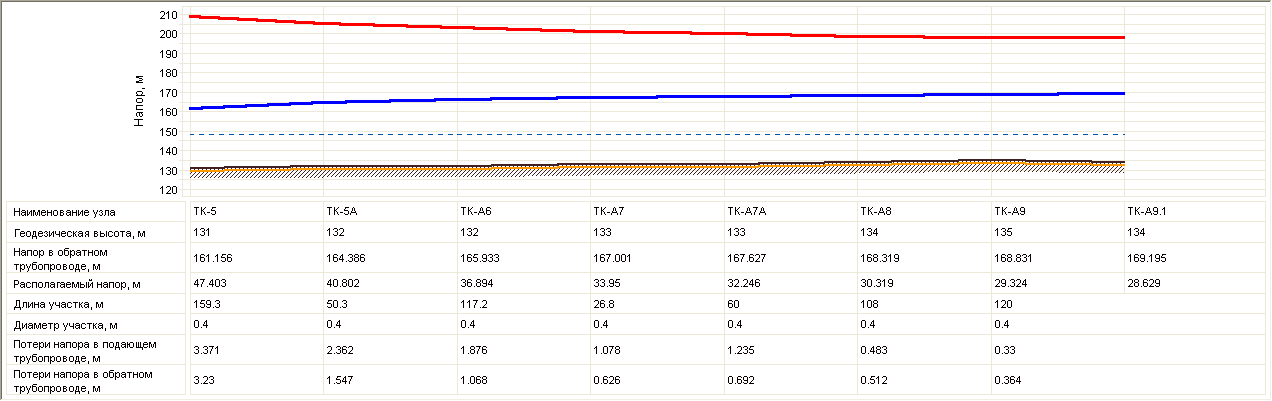 210
200
190
180
170
160
150
140
130
120
Напор, м
Наименование узла ТК-5 ТК-5А ТК-А6 ТК-А7 ТК-А7А ТК-А8 ТК-А9 ТК-А9.1
Геодезическая высота, м 131 132 132 133 133 134 135 134
Напор в обратном
трубопроводе, м 161.156 164.386 165.933 167.001 167.627 168.319 168.831 169.195
Располагаемый напор, м 47.403 40.802 36.894 33.95 32.246 30.319 29.324 28.629
Длина участка, м 159.3 50.3 117.2 26.8 60 108 120
Диаметр участка, м 0.4 0.4 0.4 0.4 0.4 0.4 0.4
Потери напора в подающем
трубопроводе, м 3.371 2.362 1.876 1.078 1.235 0.483 0.33
Потери напора в обратном
трубопроводе, м 3.23 1.547 1.068 0.626 0.692 0.512 0.364